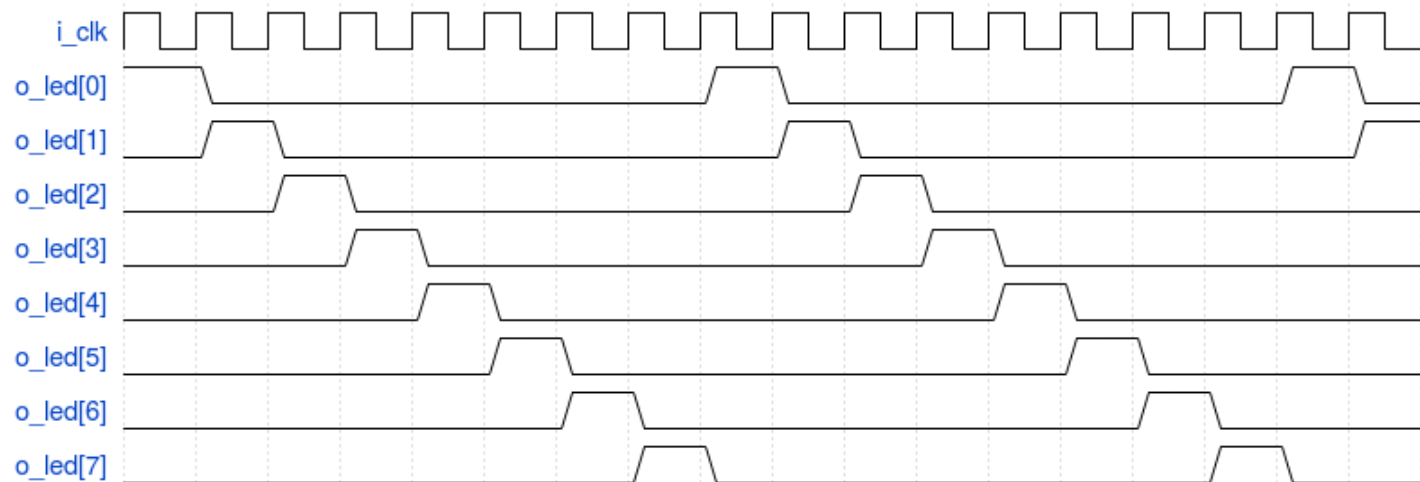 i_clk
o_led[0]
o_led[1]
o_led[2]
o_led[3]
o_led[4]
o_led[5]
o_led[6]
o_led[7]